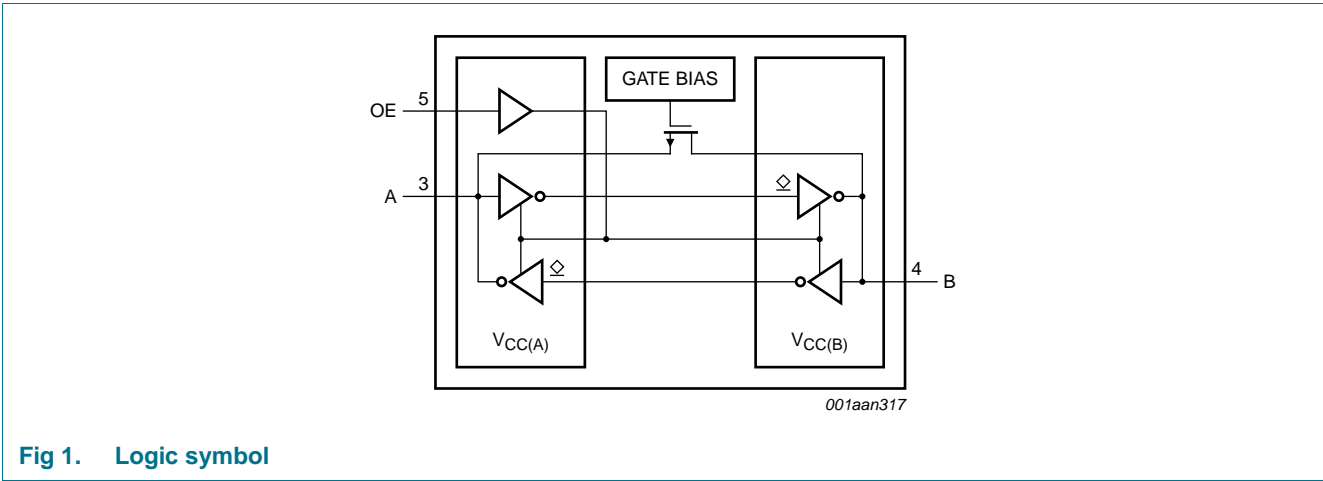 GATE BIAS
OE 5
A 3
4 B
VCC(A)
VCC(B)
001aan317
Fig 1. Logic symbol